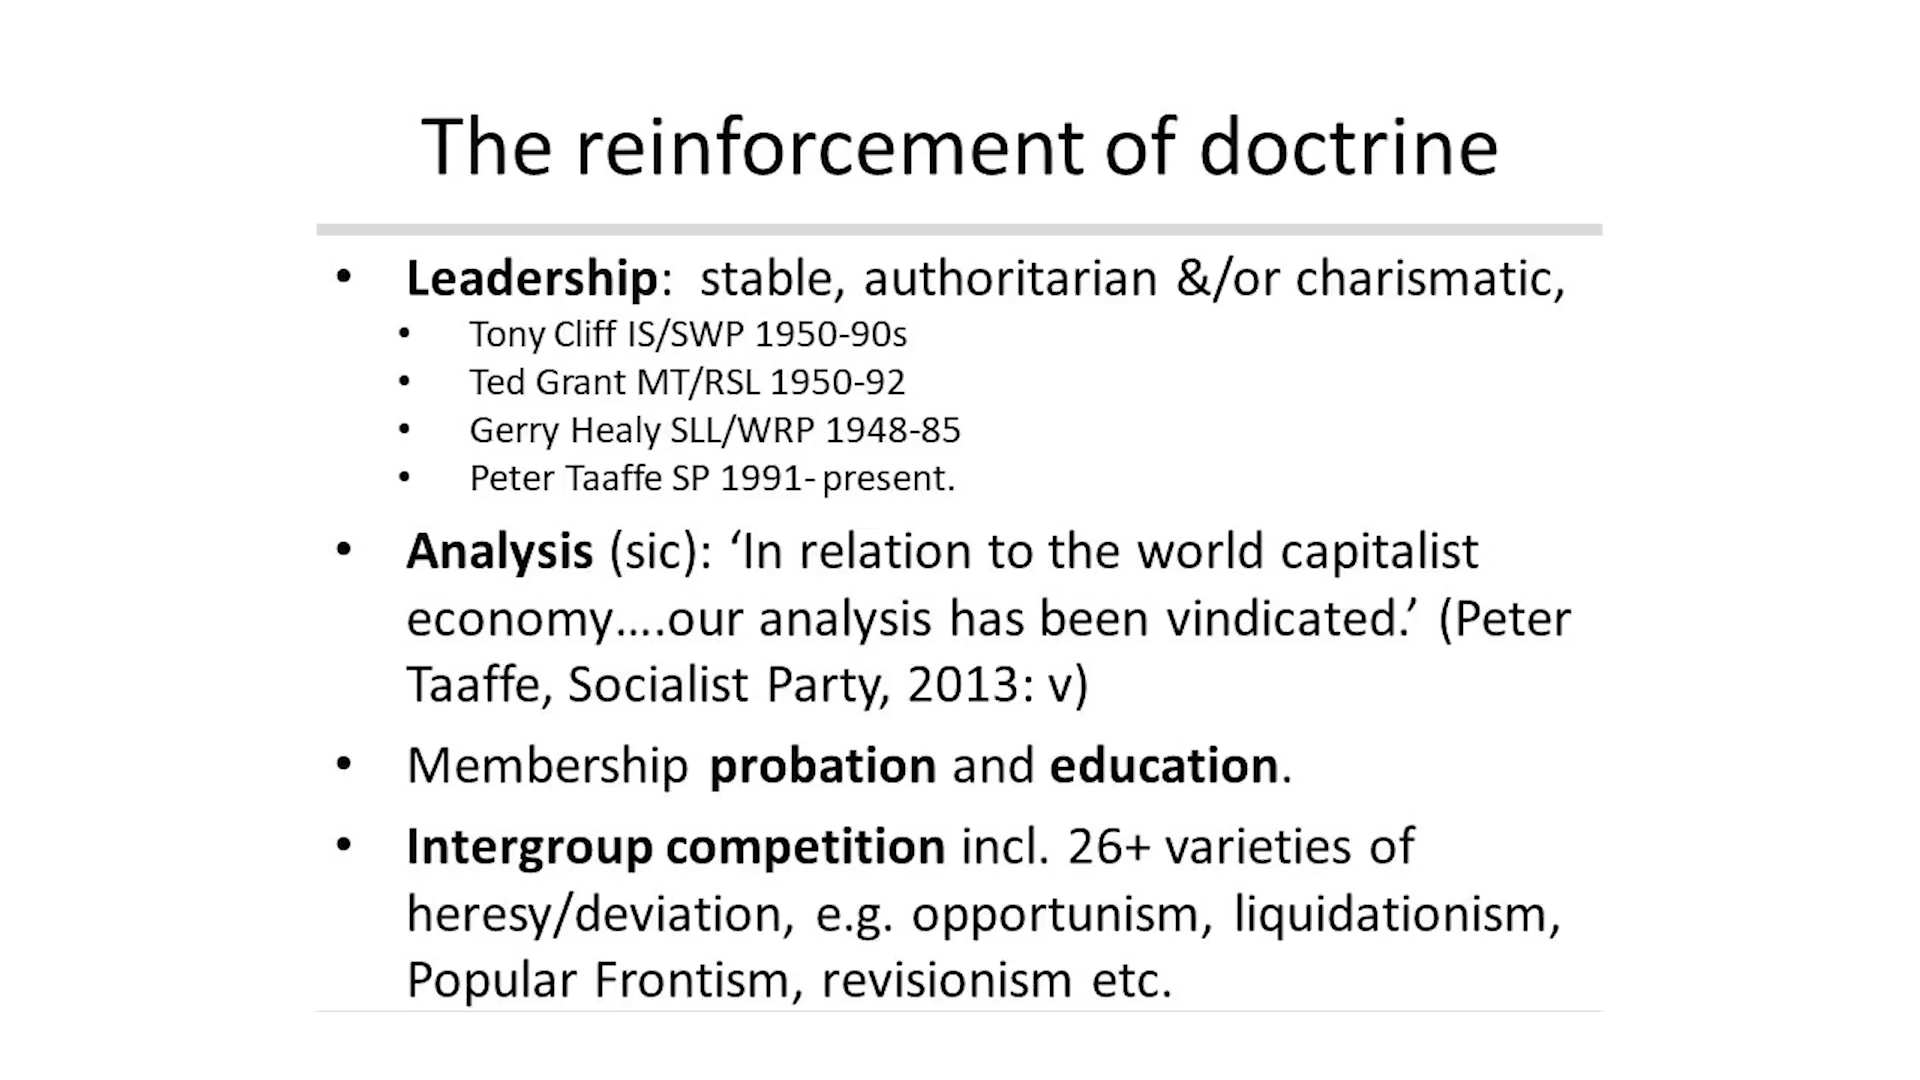 The reinforcement of doctrine
• Leadership: stable, authoritarian &/or charismatic,
• Tony Cliff IS/SWP 1950-90s
• Ted Grant MT/RSL 1950-92
• Gerry Healy SLL/WRP 1948-85
• Peter Taaffe SP 1991- present.
• Analysis (sic): ‘In relation to the world capitalist
economy….our analysis has been vindicated.’ (Peter
Taaffe, Socialist Party, 2013: v)
• Membership probation and education.
• Intergroup competition incl. 26+ varieties of
heresy/deviation, e.g. opportunism, liquidationism,
Popular Frontism, revisionism etc.